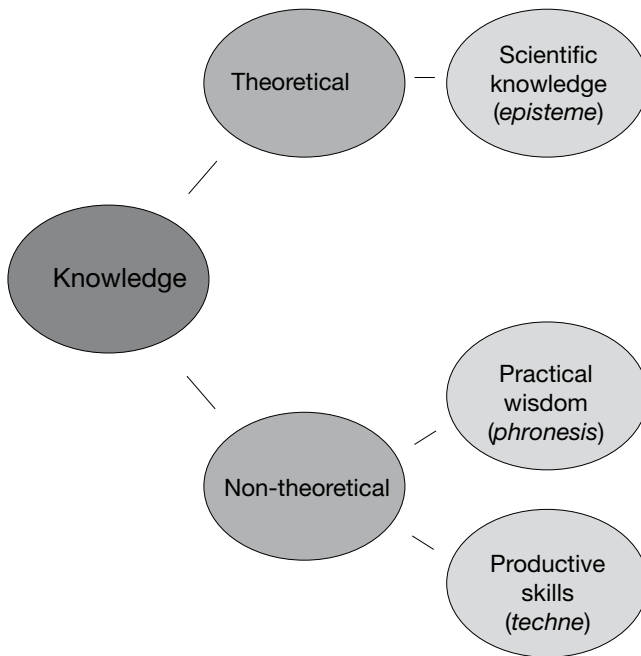 Theoretical
Scientific
knowledge
(episteme)
Knowledge
Practical
wisdom
(phronesis)
Non-theoretical
Productive
skills
(techne)